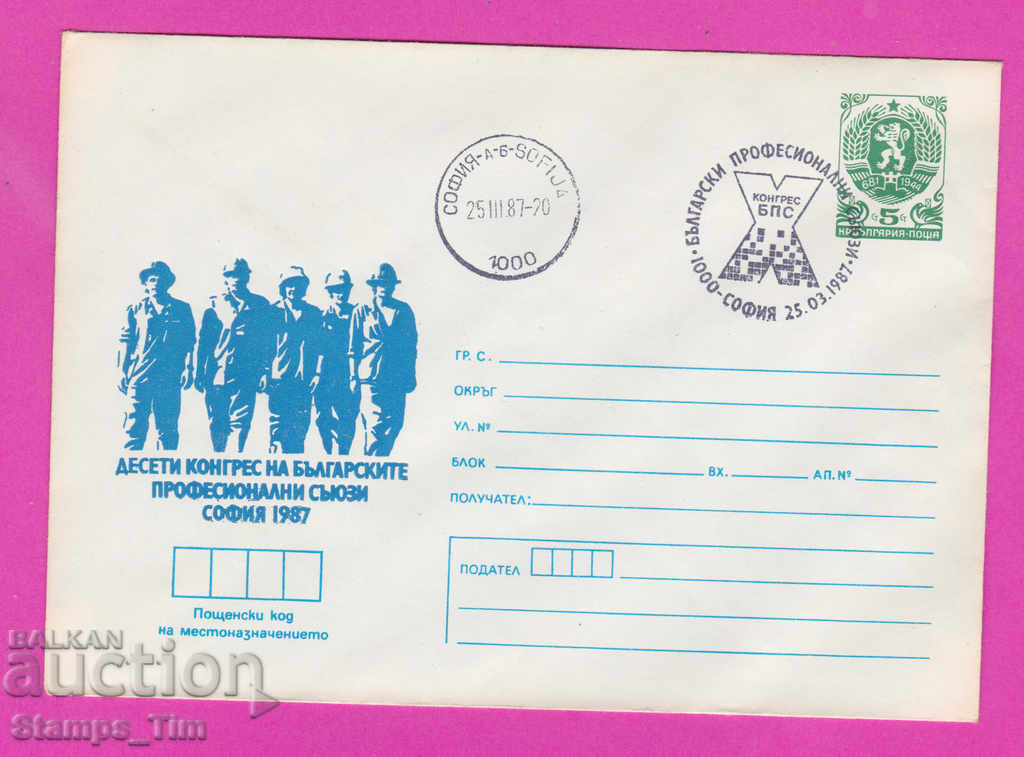 СОФИЯ-А-Б-SOFIJA
25III.87-20
1000
БЪЛГАРСКИ ПРОФЕСИОНАЛНИ СЪЮЗИ
КОНГРЕС
БПС
1000-СОФИЯ 25.03.1987
681 1944
5
НР БЪЛГАРИЯ·ПОЩА
ДЕСЕТИ КОНГРЕС НА БЪЛГАРСКИТЕ
ПРОФЕСИОНАЛНИ СЪЮЗИ
СОФИЯ 1987
Пощенски код
на местоназначението
ГР. С.
ОКРЪГ
УЛ. №
БЛОК ВХ. АП. №
ПОЛУЧАТЕЛ:
ПОДАТЕЛ
BALKAN
auction
Stamps_Tim